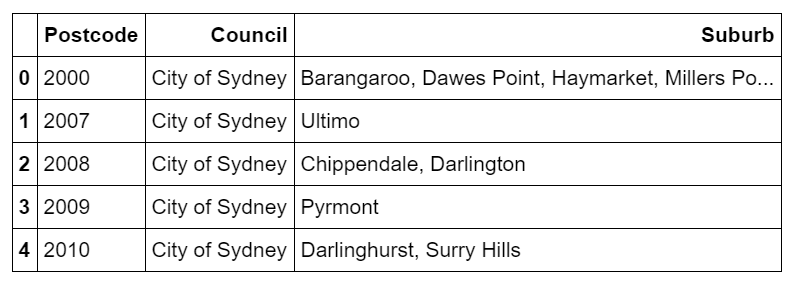 Postcode Council Suburb
0 2000 City of Sydney Barangaroo, Dawes Point, Haymarket, Millers Po...
1 2007 City of Sydney Ultimo
2 2008 City of Sydney Chippendale, Darlington
3 2009 City of Sydney Pyrmont
4 2010 City of Sydney Darlinghurst, Surry Hills